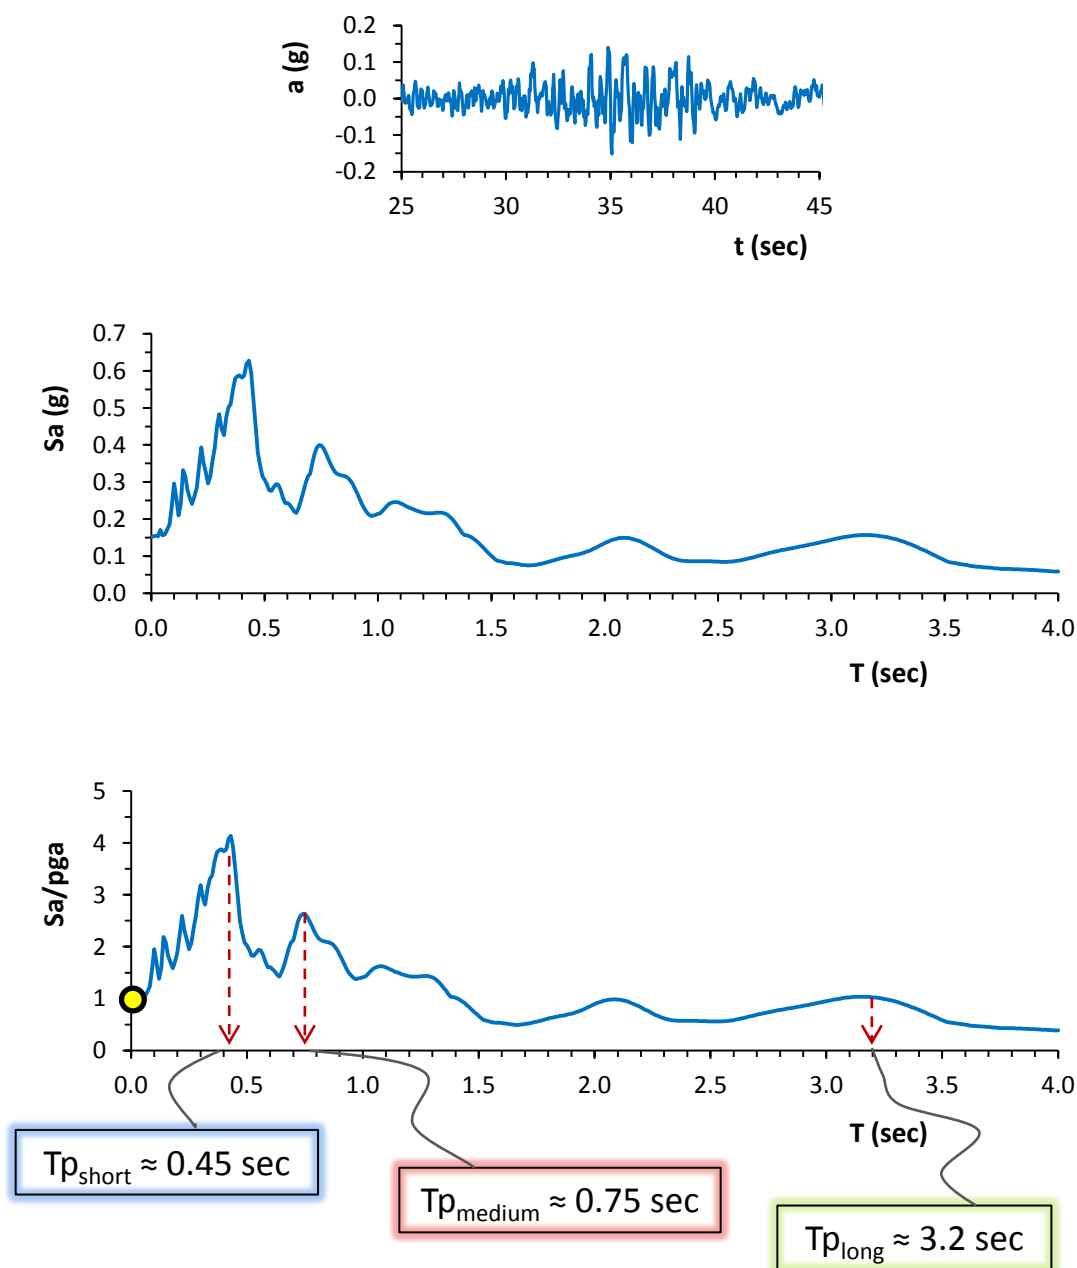 a (g)
0.2
0.1
0.0
-0.1
-0.2
25 30 35 40 45
t (sec)
Sa (g)
0.7
0.6
0.5
0.4
0.3
0.2
0.1
0.0
0.0 0.5 1.0 1.5 2.0 2.5 3.0 3.5 4.0
T (sec)
Sa/pga
5
4
3
2
1
0
0.0 0.5 1.0 1.5 2.0 2.5 3.0 3.5 4.0
T (sec)
Tpshort ≈ 0.45 sec
Tpmedium ≈ 0.75 sec
Tplong ≈ 3.2 sec